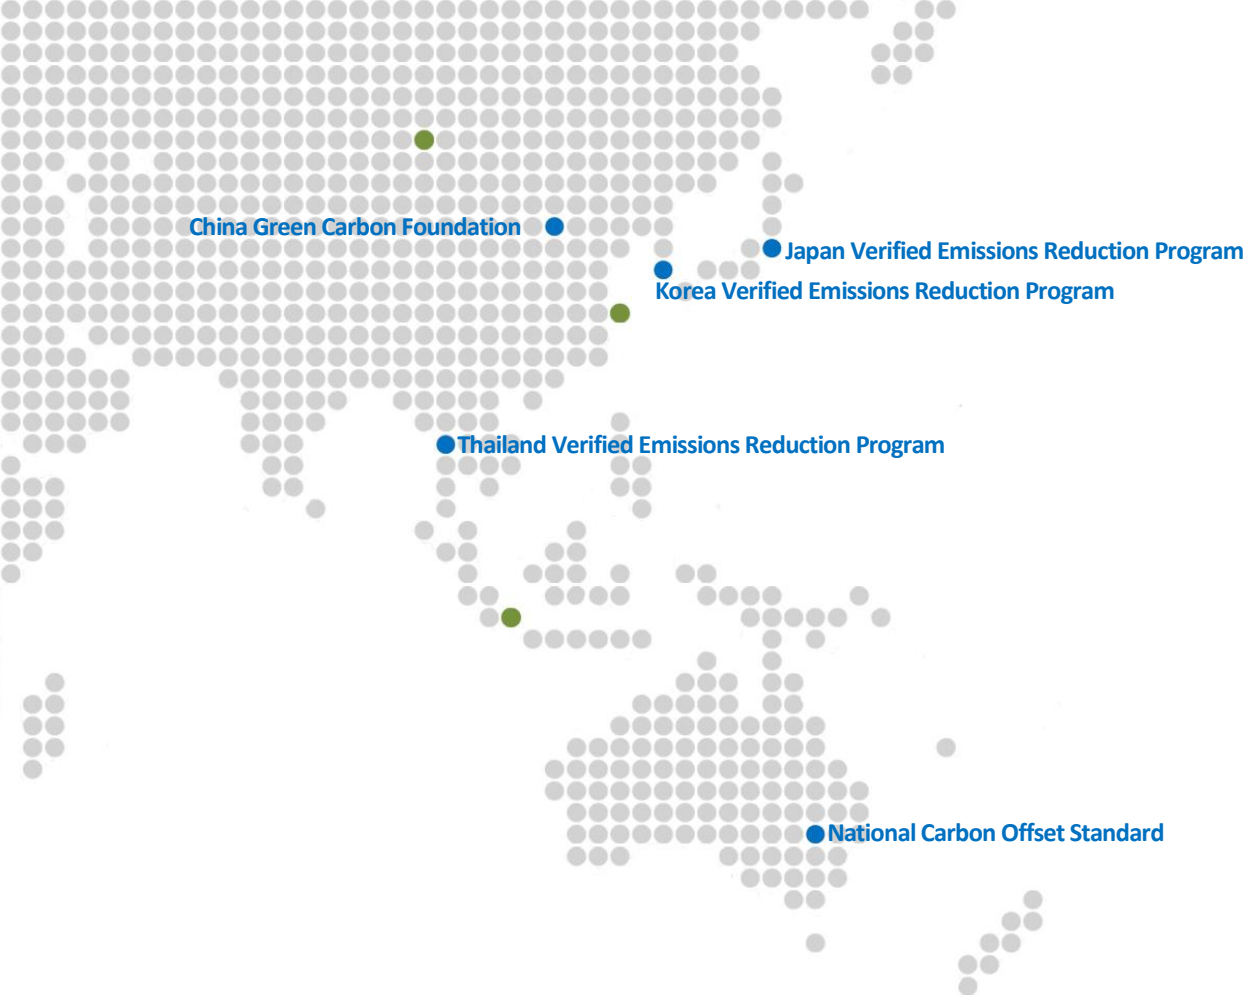 China Green Carbon Foundation
Japan Verified Emissions Reduction Program
Korea Verified Emissions Reduction Program
Thailand Verified Emissions Reduction Program
National Carbon Offset Standard